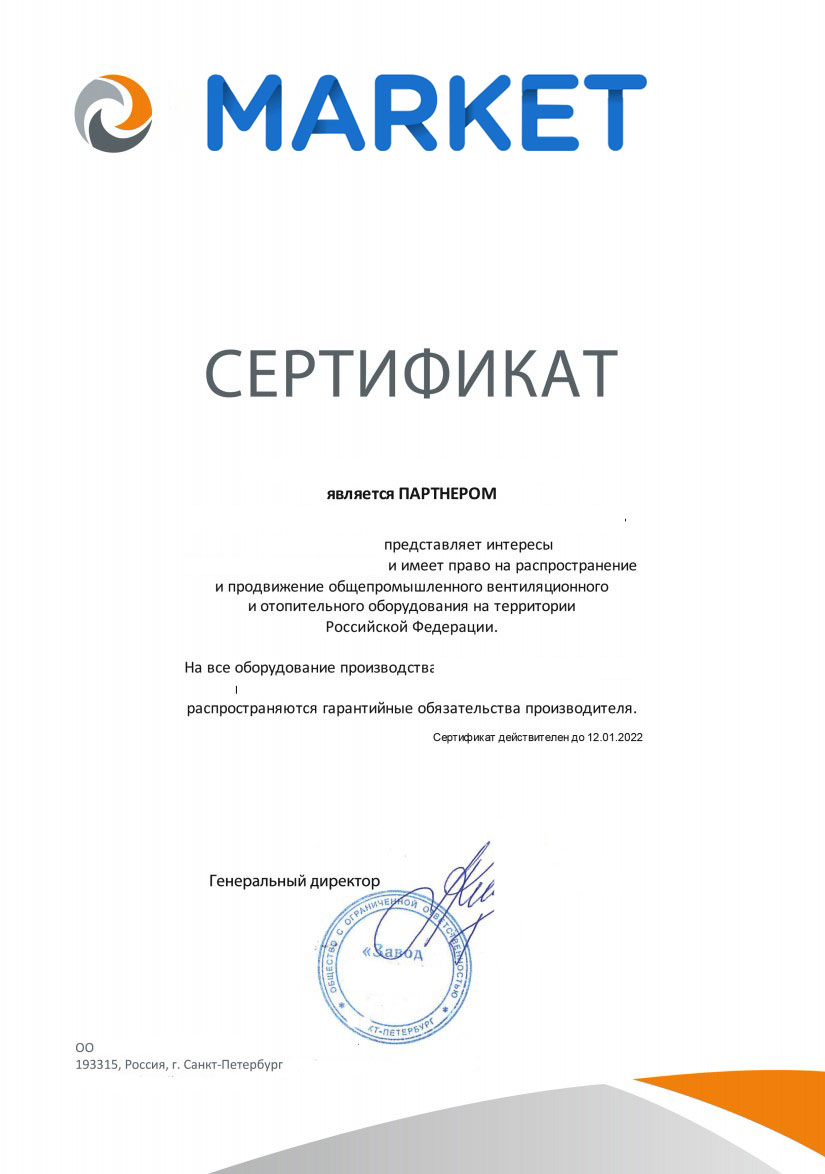 MARKET
СЕРТИФИКАТ
является ПАРТНЕРОМ
представляет интересы
и имеет право на распространение
и продвижение общепромышленного вентиляционного
и отопительного оборудования на территории
Российской Федерации.
На все оборудование производства
распространяются гарантийные обязательства производителя.
Сертификат действителен до 12.01.2022
Генеральный директор
ОБЩЕСТВО С ОГРАНИЧЕННОЙ ОТВЕТСТВЕННОСТЬЮ
«Завод
КТ-ПЕТЕРБУРГ
ОО
193315, Россия, г. Санкт-Петербург